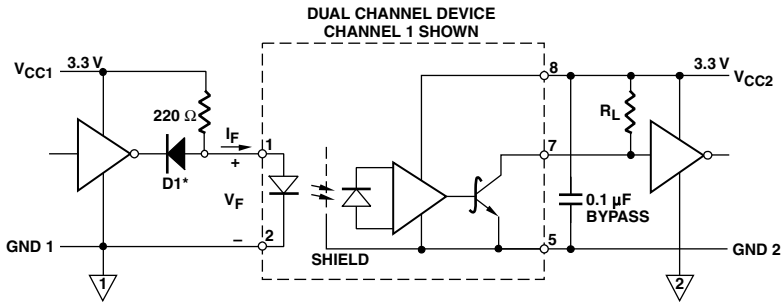 DUAL CHANNEL DEVICE
CHANNEL 1 SHOWN
VCC1 3.3 V
220 Ω
IF
+
1
D1*
VF
GND 1
–
2
SHIELD
1
8
3.3 V VCC2
RL
7
0.1 µF
BYPASS
5
GND 2
2